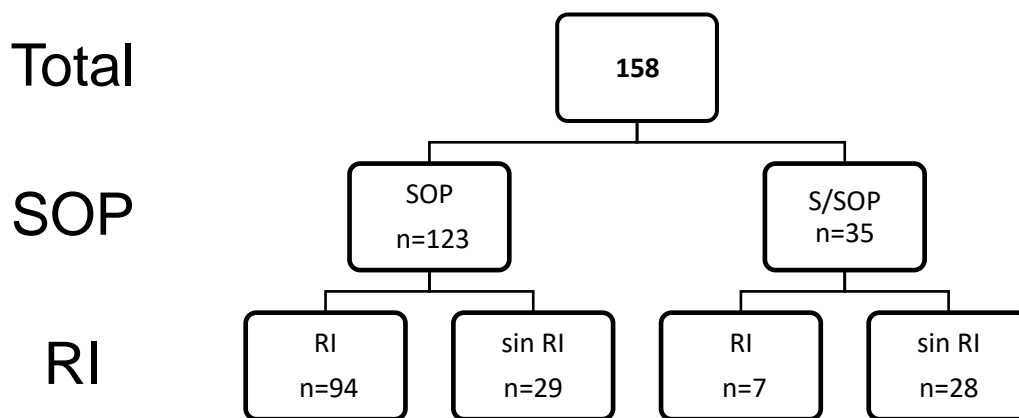 Total
158
SOP
SOP
n=123
S/SOP
n=35
RI
RI
n=94
sin RI
n=29
RI
n=7
sin RI
n=28